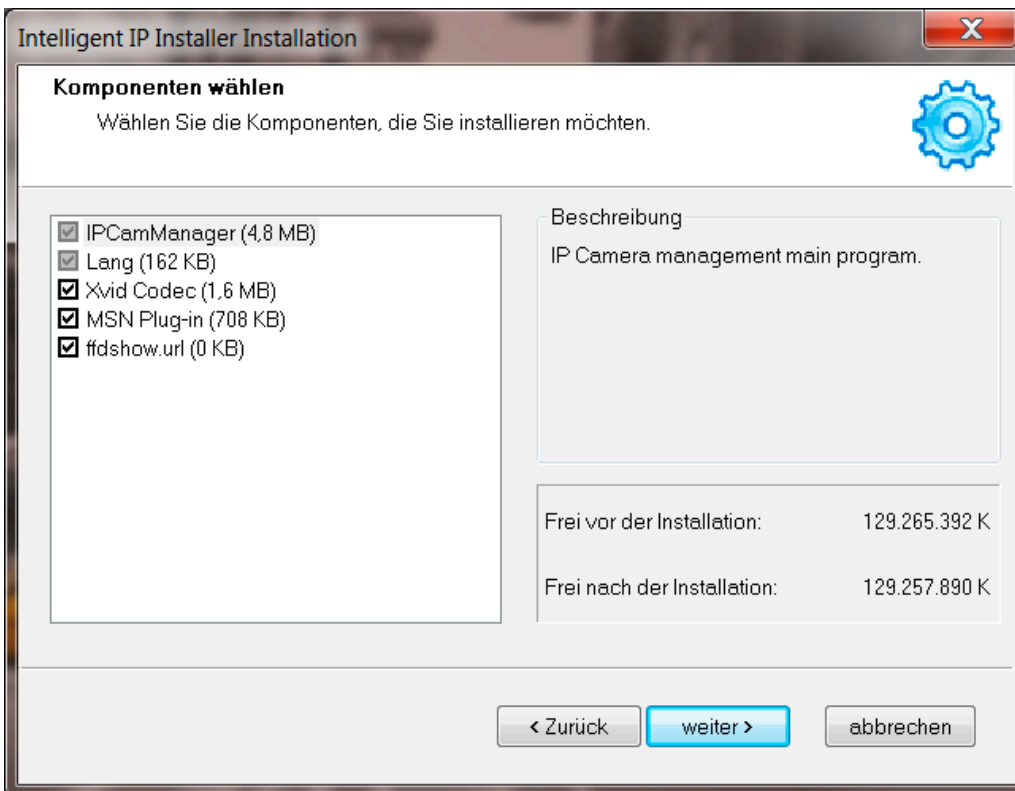 Intelligent IP Installer Installation
X
Komponenten wählen
Wählen Sie die Komponenten, die Sie installieren möchten.
IPCamManager (4,8 MB)
Lang (162 KB)
Xvid Codec (1,6 MB)
MSN Plug-in (708 KB)
ffdshow.url (0 KB)
Beschreibung
IP Camera management main program.
Frei vor der Installation: 129.265.392 K
Frei nach der Installation: 129.257.890 K
< Zurück
weiter >
abbrechen